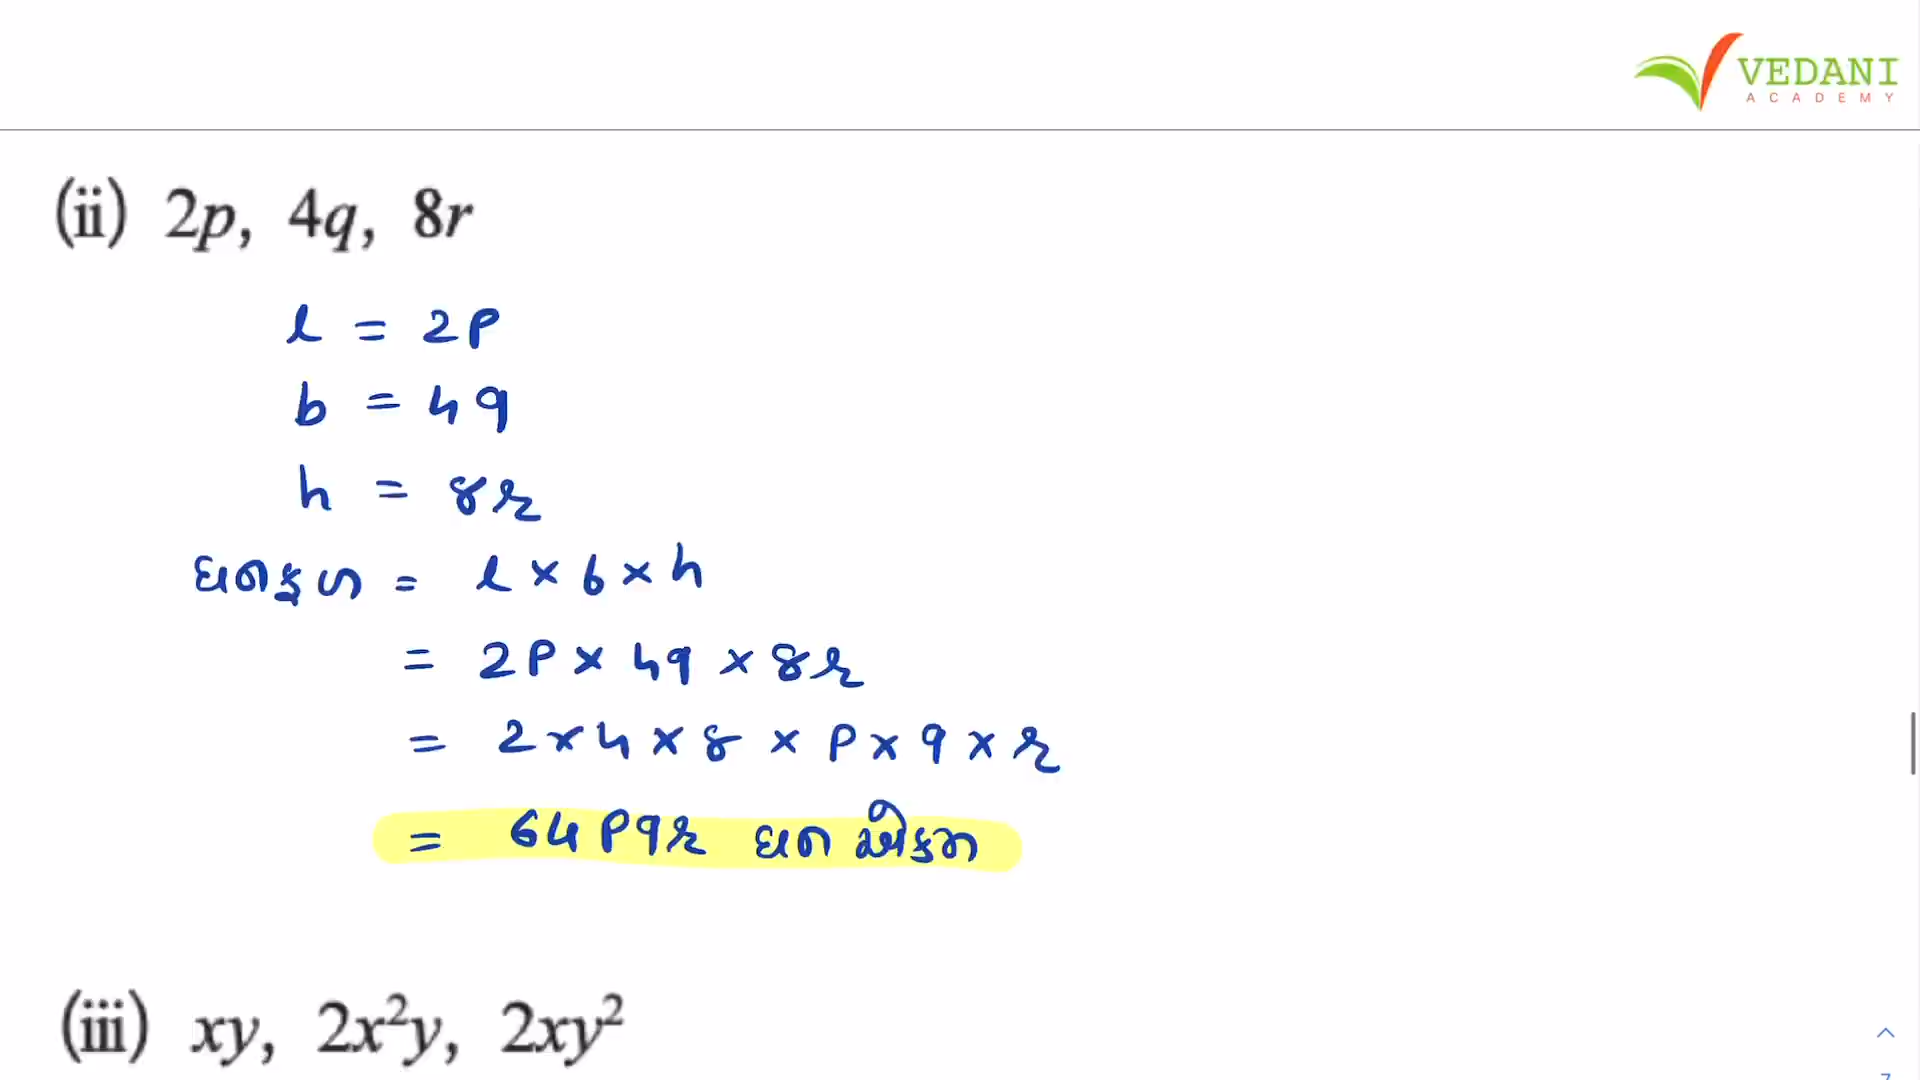 VEDANI
ACADEMY
(ii) 2p, 4q, 8r
l = 2p
b = 4q
h = 8r
ઘનફળ = l × b × h
= 2p × 4q × 8r
= 2 × 4 × 8 × p × q × r
= 64pqr ઘન એકમ
(iii) xy, 2x²y, 2xy²